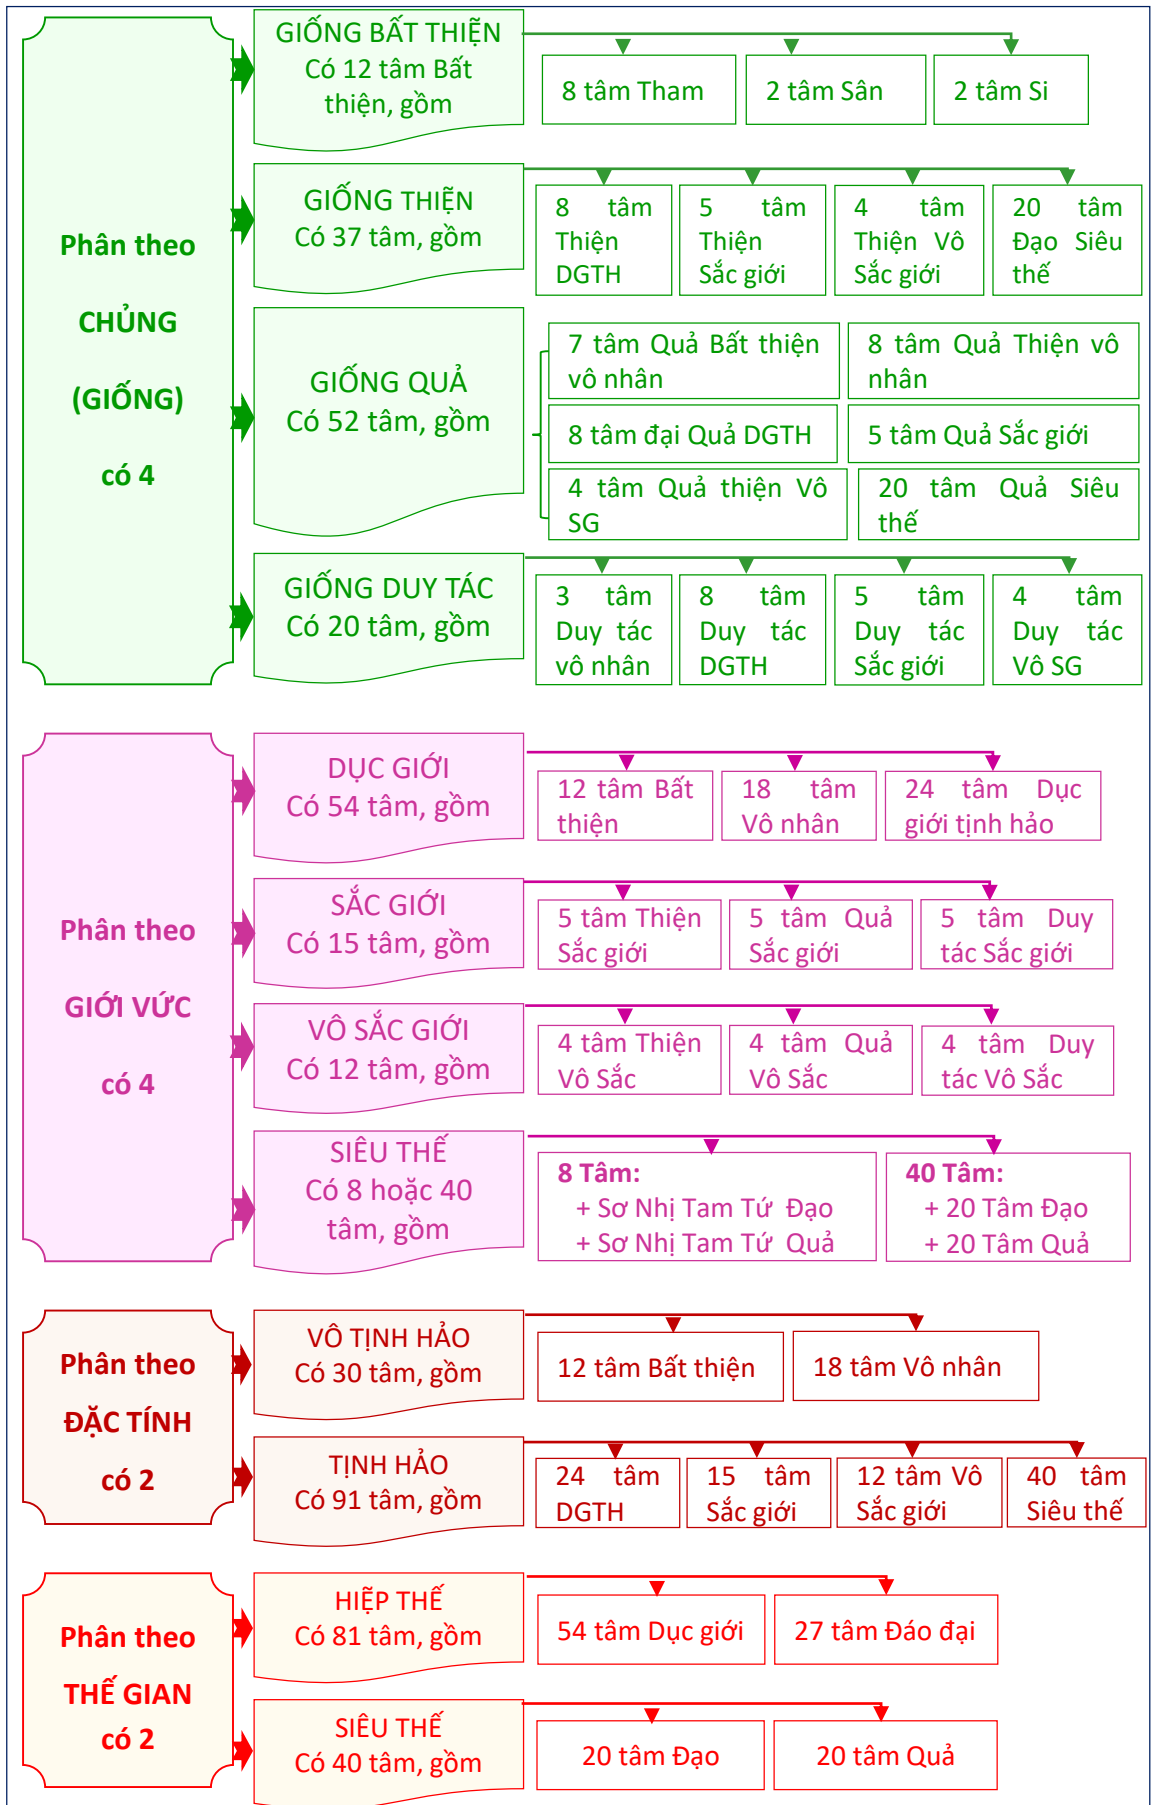 Phân theo
CHỦNG
(GIỐNG)
có 4
GIỐNG BẤT THIỆN
Có 12 tâm Bất
thiện, gồm
8 tâm Tham
2 tâm Sân
2 tâm Si
GIỐNG THIỆN
Có 37 tâm, gồm
8 tâm
Thiện
DGTH
5 tâm
Thiện
Sắc giới
4 tâm
Thiện Vô
Sắc giới
20 tâm
Đạo Siêu
thế
GIỐNG QUẢ
Có 52 tâm, gồm
7 tâm Quả Bất thiện
vô nhân
8 tâm Quả Thiện vô
nhân
8 tâm đại Quả DGTH
5 tâm Quả Sắc giới
4 tâm Quả thiện Vô
SG
20 tâm Quả Siêu
thế
GIỐNG DUY TÁC
Có 20 tâm, gồm
3 tâm
Duy tác
vô nhân
8 tâm
Duy tác
DGTH
5 tâm
Duy tác
Sắc giới
4 tâm
Duy tác
Vô SG
Phân theo
GIỚI VỨC
có 4
DỤC GIỚI
Có 54 tâm, gồm
12 tâm Bất
thiện
18 tâm
Vô nhân
24 tâm Dục
giới tịnh hảo
SẮC GIỚI
Có 15 tâm, gồm
5 tâm Thiện
Sắc giới
5 tâm Quả
Sắc giới
5 tâm Duy
tác Sắc giới
VÔ SẮC GIỚI
Có 12 tâm, gồm
4 tâm Thiện
Vô Sắc
4 tâm Quả
Vô Sắc
4 tâm Duy
tác Vô Sắc
SIÊU THẾ
Có 8 hoặc 40
tâm, gồm
8 Tâm:
+ Sơ Nhị Tam Tứ Đạo
+ Sơ Nhị Tam Tứ Quả
40 Tâm:
+ 20 Tâm Đạo
+ 20 Tâm Quả
Phân theo
ĐẶC TÍNH
có 2
VÔ TỊNH HẢO
Có 30 tâm, gồm
12 tâm Bất thiện
18 tâm Vô nhân
TỊNH HẢO
Có 91 tâm, gồm
24 tâm
DGTH
15 tâm
Sắc giới
12 tâm Vô
Sắc giới
40 tâm
Siêu thế
Phân theo
THẾ GIAN
có 2
HIỆP THẾ
Có 81 tâm, gồm
54 tâm Dục giới
27 tâm Đáo đại
SIÊU THẾ
Có 40 tâm, gồm
20 tâm Đạo
20 tâm Quả